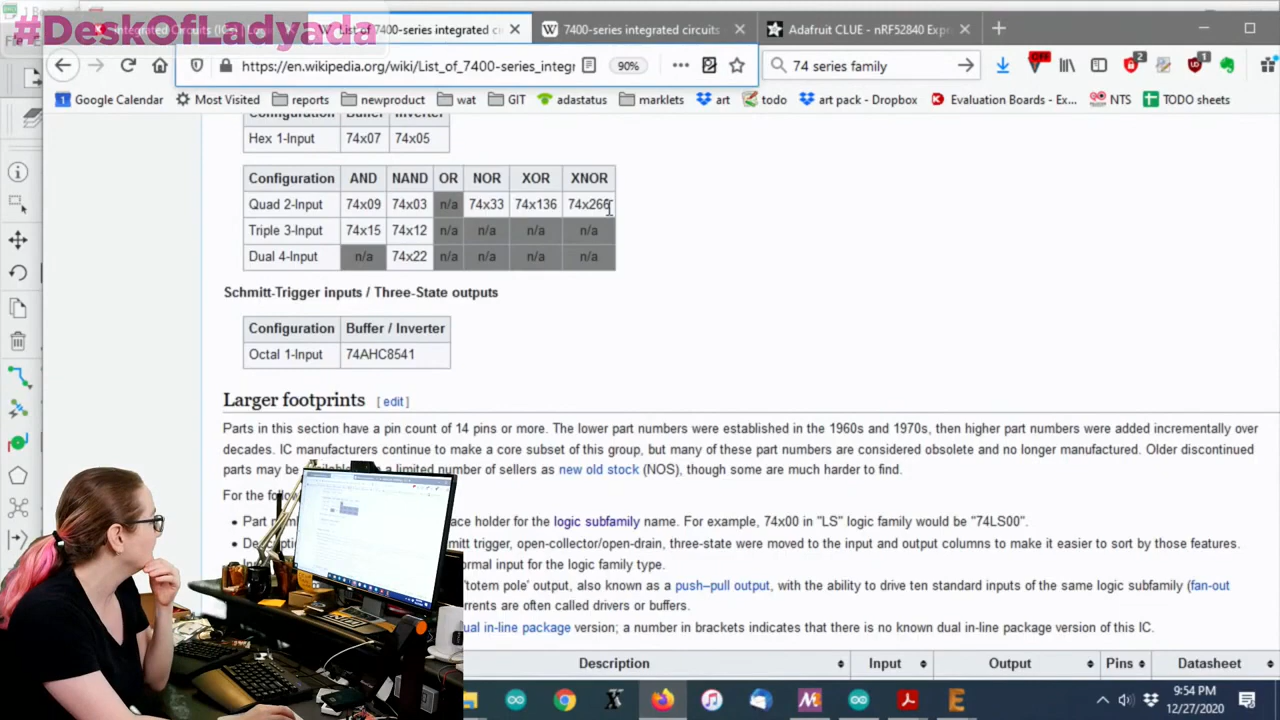 #DeskOfLadyada
List of 7400-series integrated ci
7400-series integrated circuits
Adafruit CLUE - nRF52840 Exp
https://en.wikipedia.org/wiki/List_of_7400-series_integr
90%
74 series family
OFF
2
1
Google Calendar
Most Visited
reports
newproduct
wat
GIT
adastatus
marklets
art
todo
art pack - Dropbox
Evaluation Boards - Ex...
NTS
TODO sheets
Configuration Buffer Inverter
Hex 1-Input 74x07 74x05
Configuration AND NAND OR NOR XOR XNOR
Quad 2-Input 74x09 74x03 n/a 74x33 74x136 74x266
Triple 3-Input 74x15 74x12 n/a n/a n/a n/a
Dual 4-Input n/a 74x22 n/a n/a n/a n/a
Schmitt-Trigger inputs / Three-State outputs
Configuration Buffer / Inverter
Octal 1-Input 74AHC8541
Larger footprints [ edit ]
Parts in this section have a pin count of 14 pins or more. The lower part numbers were established in the 1960s and 1970s, then higher part numbers were added incrementally over
decades. IC manufacturers continue to make a core subset of this group, but many of these part numbers are considered obsolete and no longer manufactured. Older discontinued
parts may be a limited number of sellers as new old stock (NOS), though some are much harder to find.
For the
Part ace holder for the logic subfamily name. For example, 74x00 in "LS" logic family would be "74LS00".
mitt trigger, open-collector/open-drain, three-state were moved to the input and output columns to make it easier to sort by those features.
ormal input for the logic family type.
'totem pole' output, also known as a push–pull output, with the ability to drive ten standard inputs of the same logic subfamily (fan-out
rrents are often called drivers or buffers.
ual in-line package version; a number in brackets indicates that there is no known dual in-line package version of this IC.
Description Input Output Pins Datasheet
9:54 PM
12/27/2020